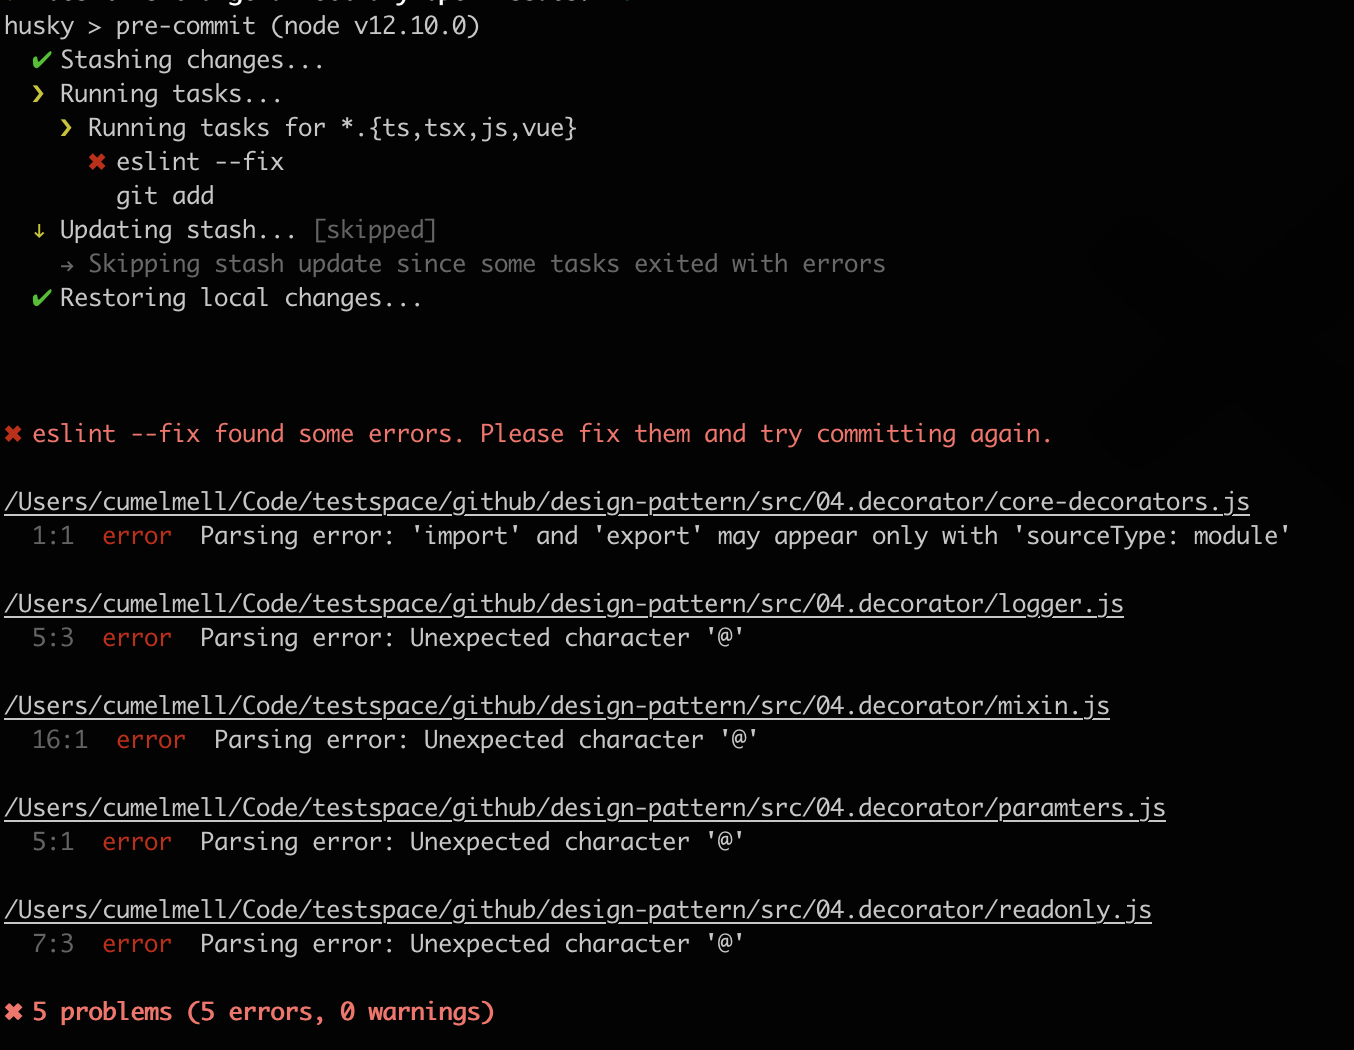 husky > pre-commit (node v12.10.0)
✔ Stashing changes...
❯ Running tasks...
❯ Running tasks for *.{ts,tsx,js,vue}
✖ eslint --fix
git add
↓ Updating stash... [skipped]
→ Skipping stash update since some tasks exited with errors
✔ Restoring local changes...
✖ eslint --fix found some errors. Please fix them and try committing again.
/Users/cumelmell/Code/testspace/github/design-pattern/src/04.decorator/core-decorators.js
1:1 error Parsing error: 'import' and 'export' may appear only with 'sourceType: module'
/Users/cumelmell/Code/testspace/github/design-pattern/src/04.decorator/logger.js
5:3 error Parsing error: Unexpected character '@'
/Users/cumelmell/Code/testspace/github/design-pattern/src/04.decorator/mixin.js
16:1 error Parsing error: Unexpected character '@'
/Users/cumelmell/Code/testspace/github/design-pattern/src/04.decorator/paramters.js
5:1 error Parsing error: Unexpected character '@'
/Users/cumelmell/Code/testspace/github/design-pattern/src/04.decorator/readonly.js
7:3 error Parsing error: Unexpected character '@'
✖ 5 problems (5 errors, 0 warnings)